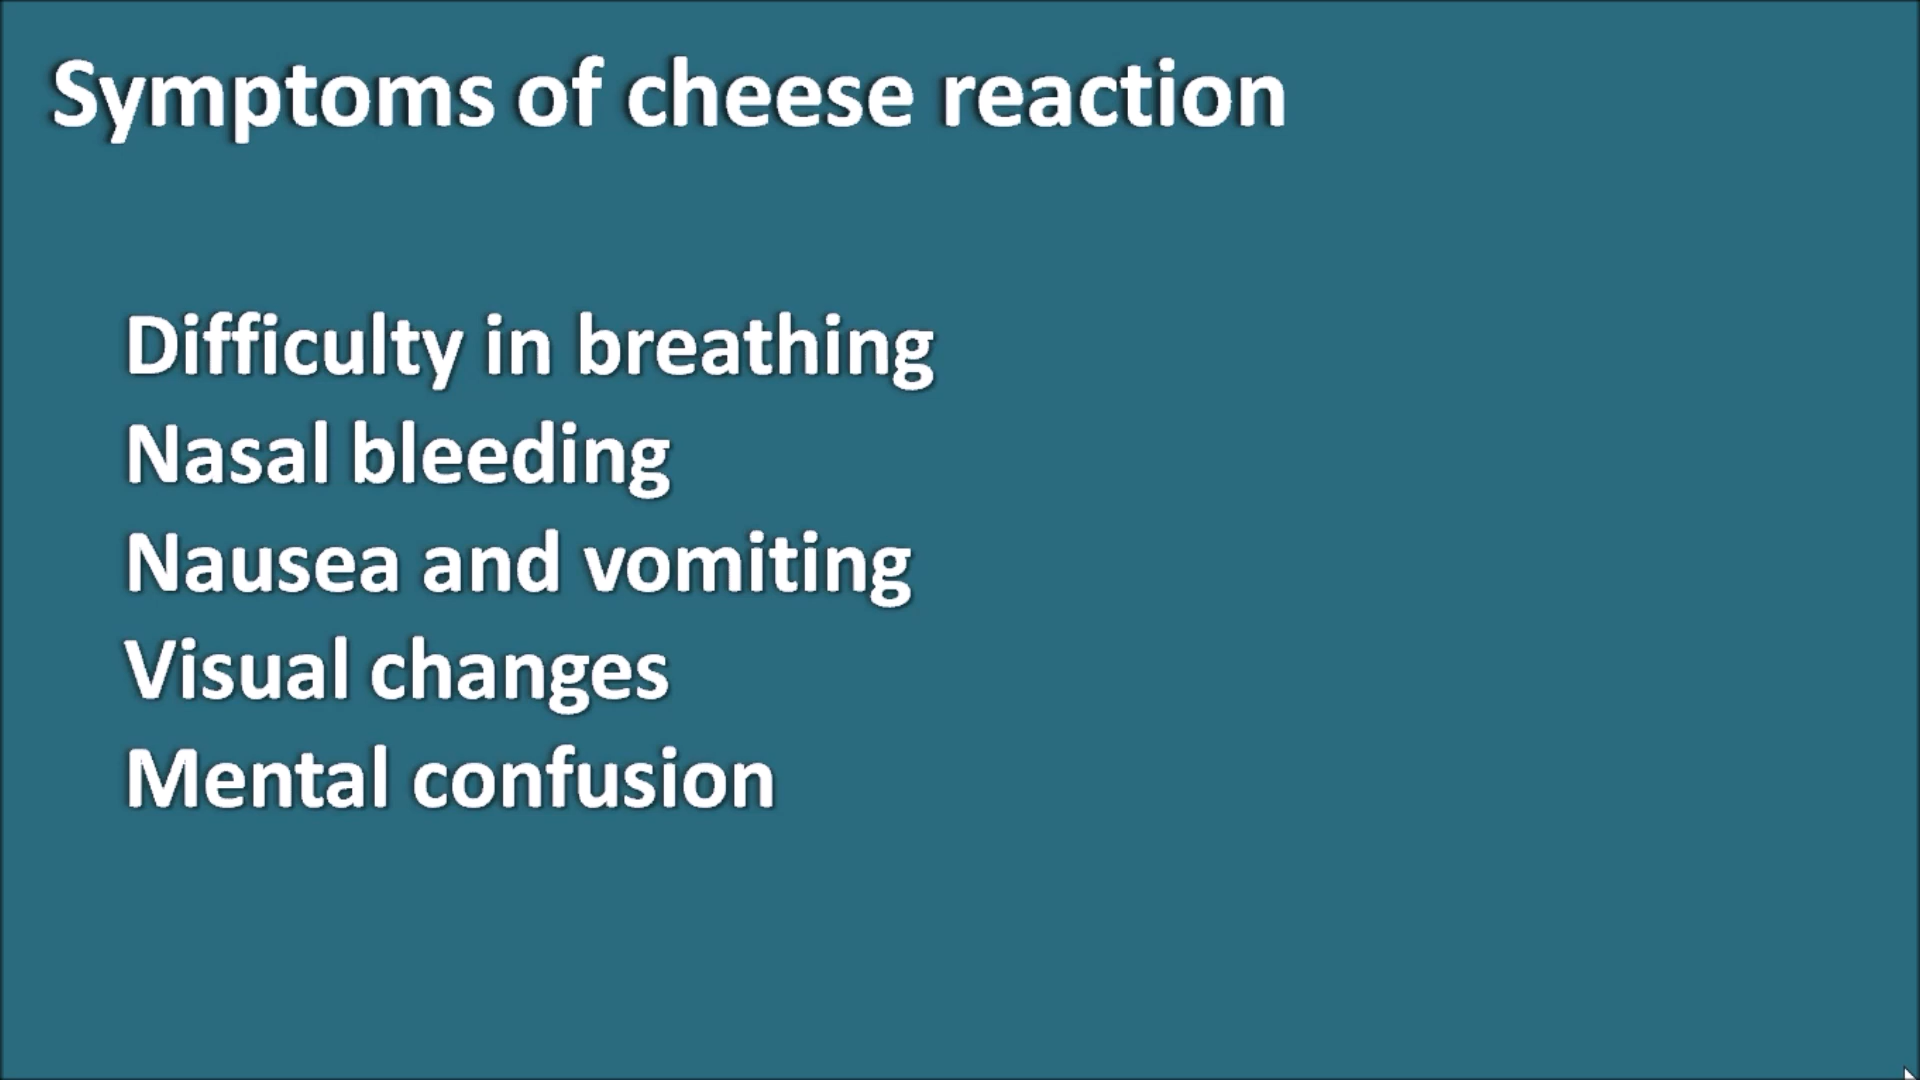 Symptoms of cheese reaction
Difficulty in breathing
Nasal bleeding
Nausea and vomiting
Visual changes
Mental confusion